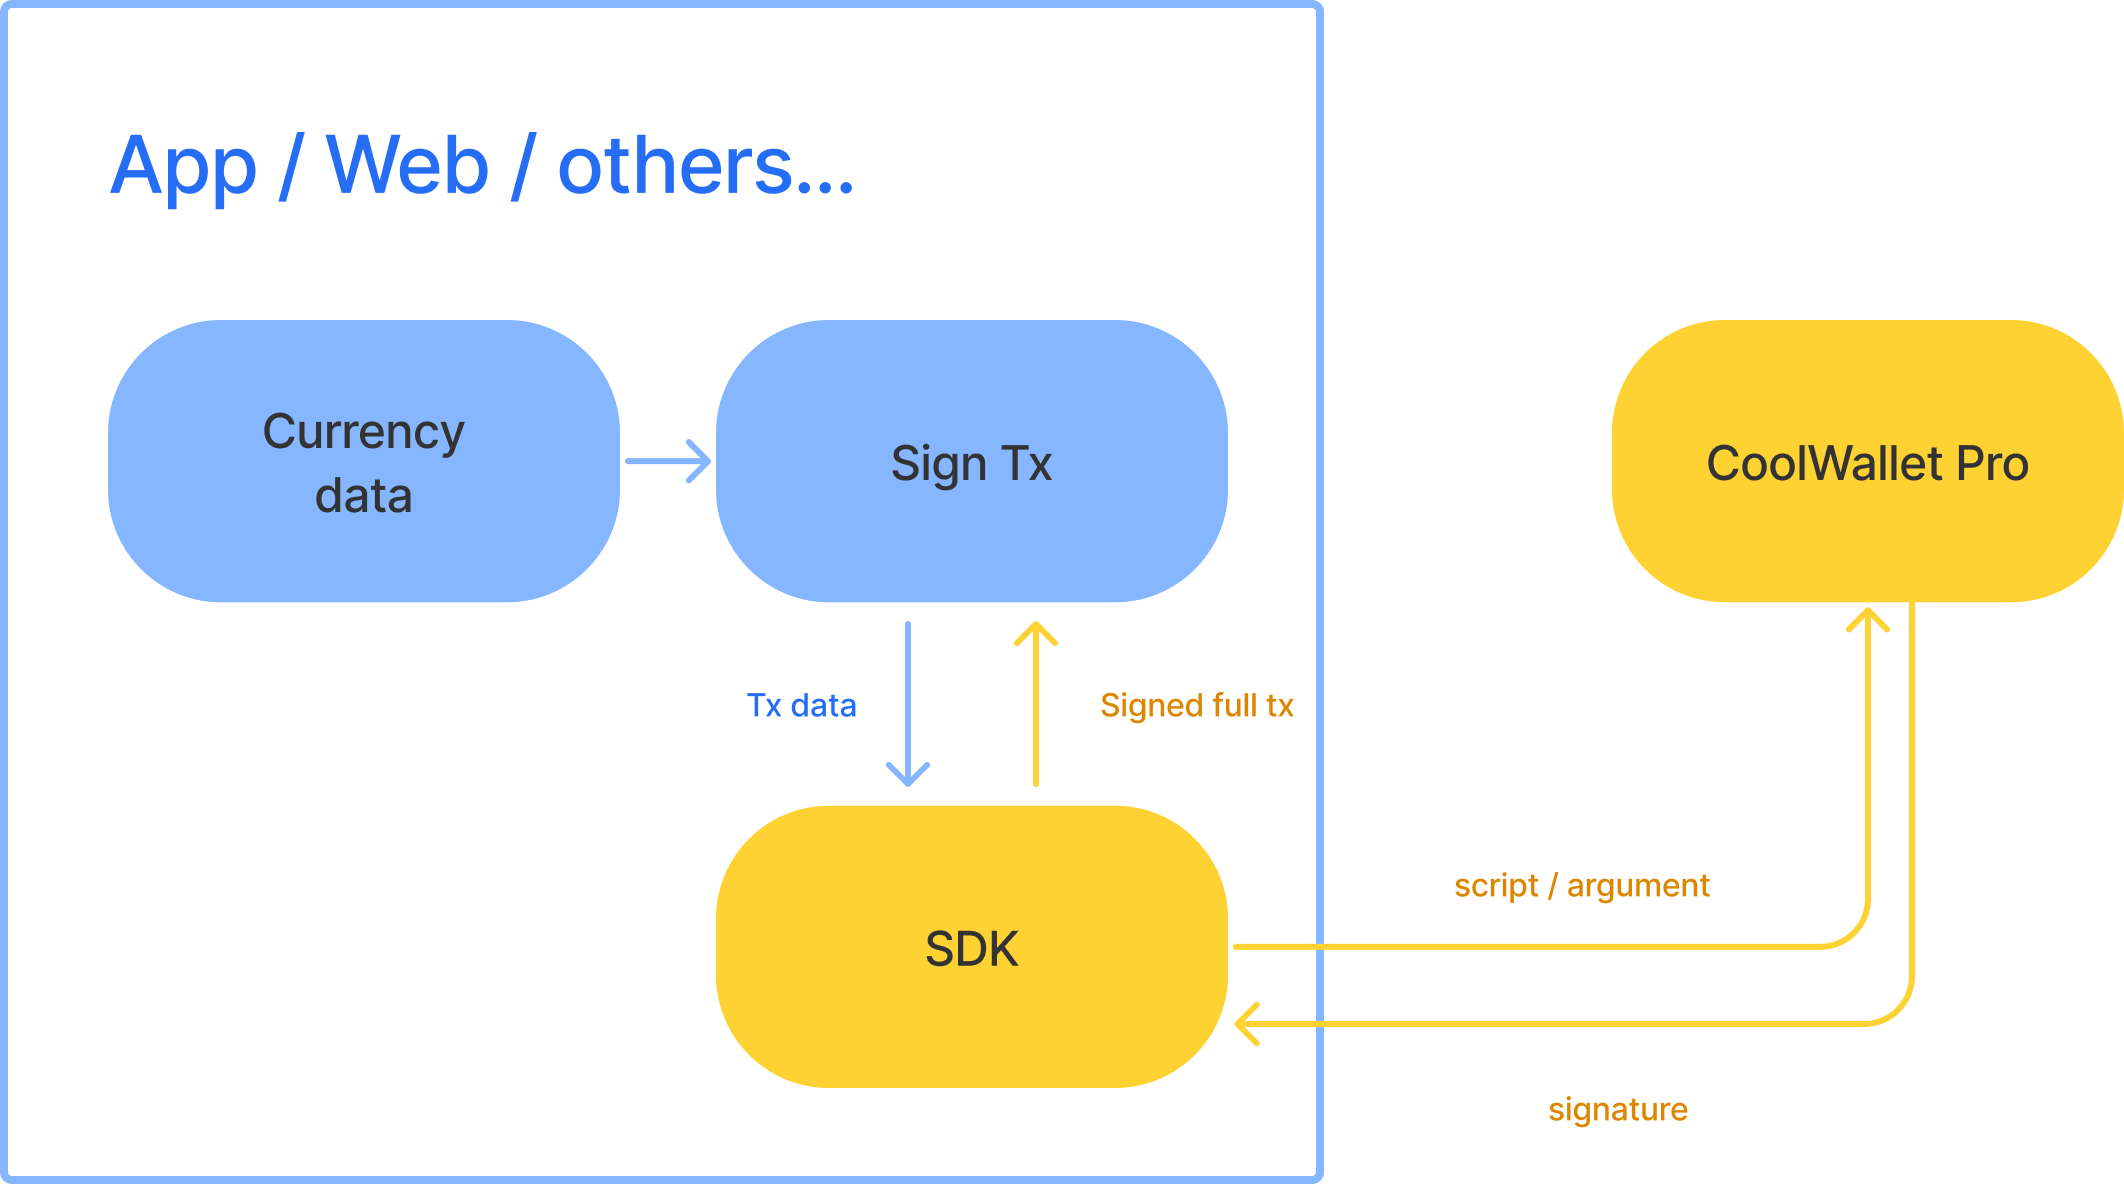 App / Web / others...
Currency
data
Sign Tx
CoolWallet Pro
Tx data
Signed full tx
SDK
script / argument
signature